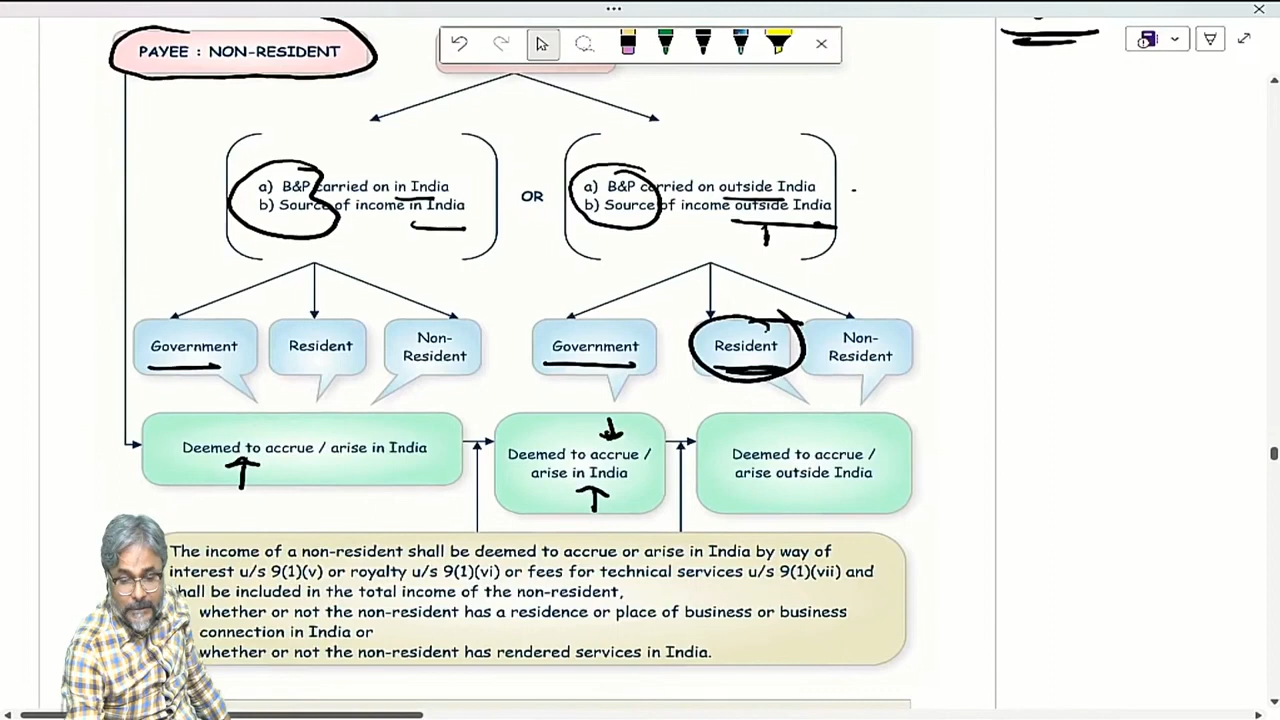 PAYEE : NON-RESIDENT
a) B&P carried on in India
b) Source of income in India
OR
a) B&P carried on outside India
b) Source of income outside India
Government
Resident
Non-
Resident
Government
Resident
Non-
Resident
Deemed to accrue / arise in India
Deemed to accrue /
arise in India
Deemed to accrue /
arise outside India
The income of a non-resident shall be deemed to accrue or arise in India by way of
interest u/s 9(1)(v) or royalty u/s 9(1)(vi) or fees for technical services u/s 9(1)(vii) and
shall be included in the total income of the non-resident,
whether or not the non-resident has a residence or place of business or business
connection in India or
whether or not the non-resident has rendered services in India.